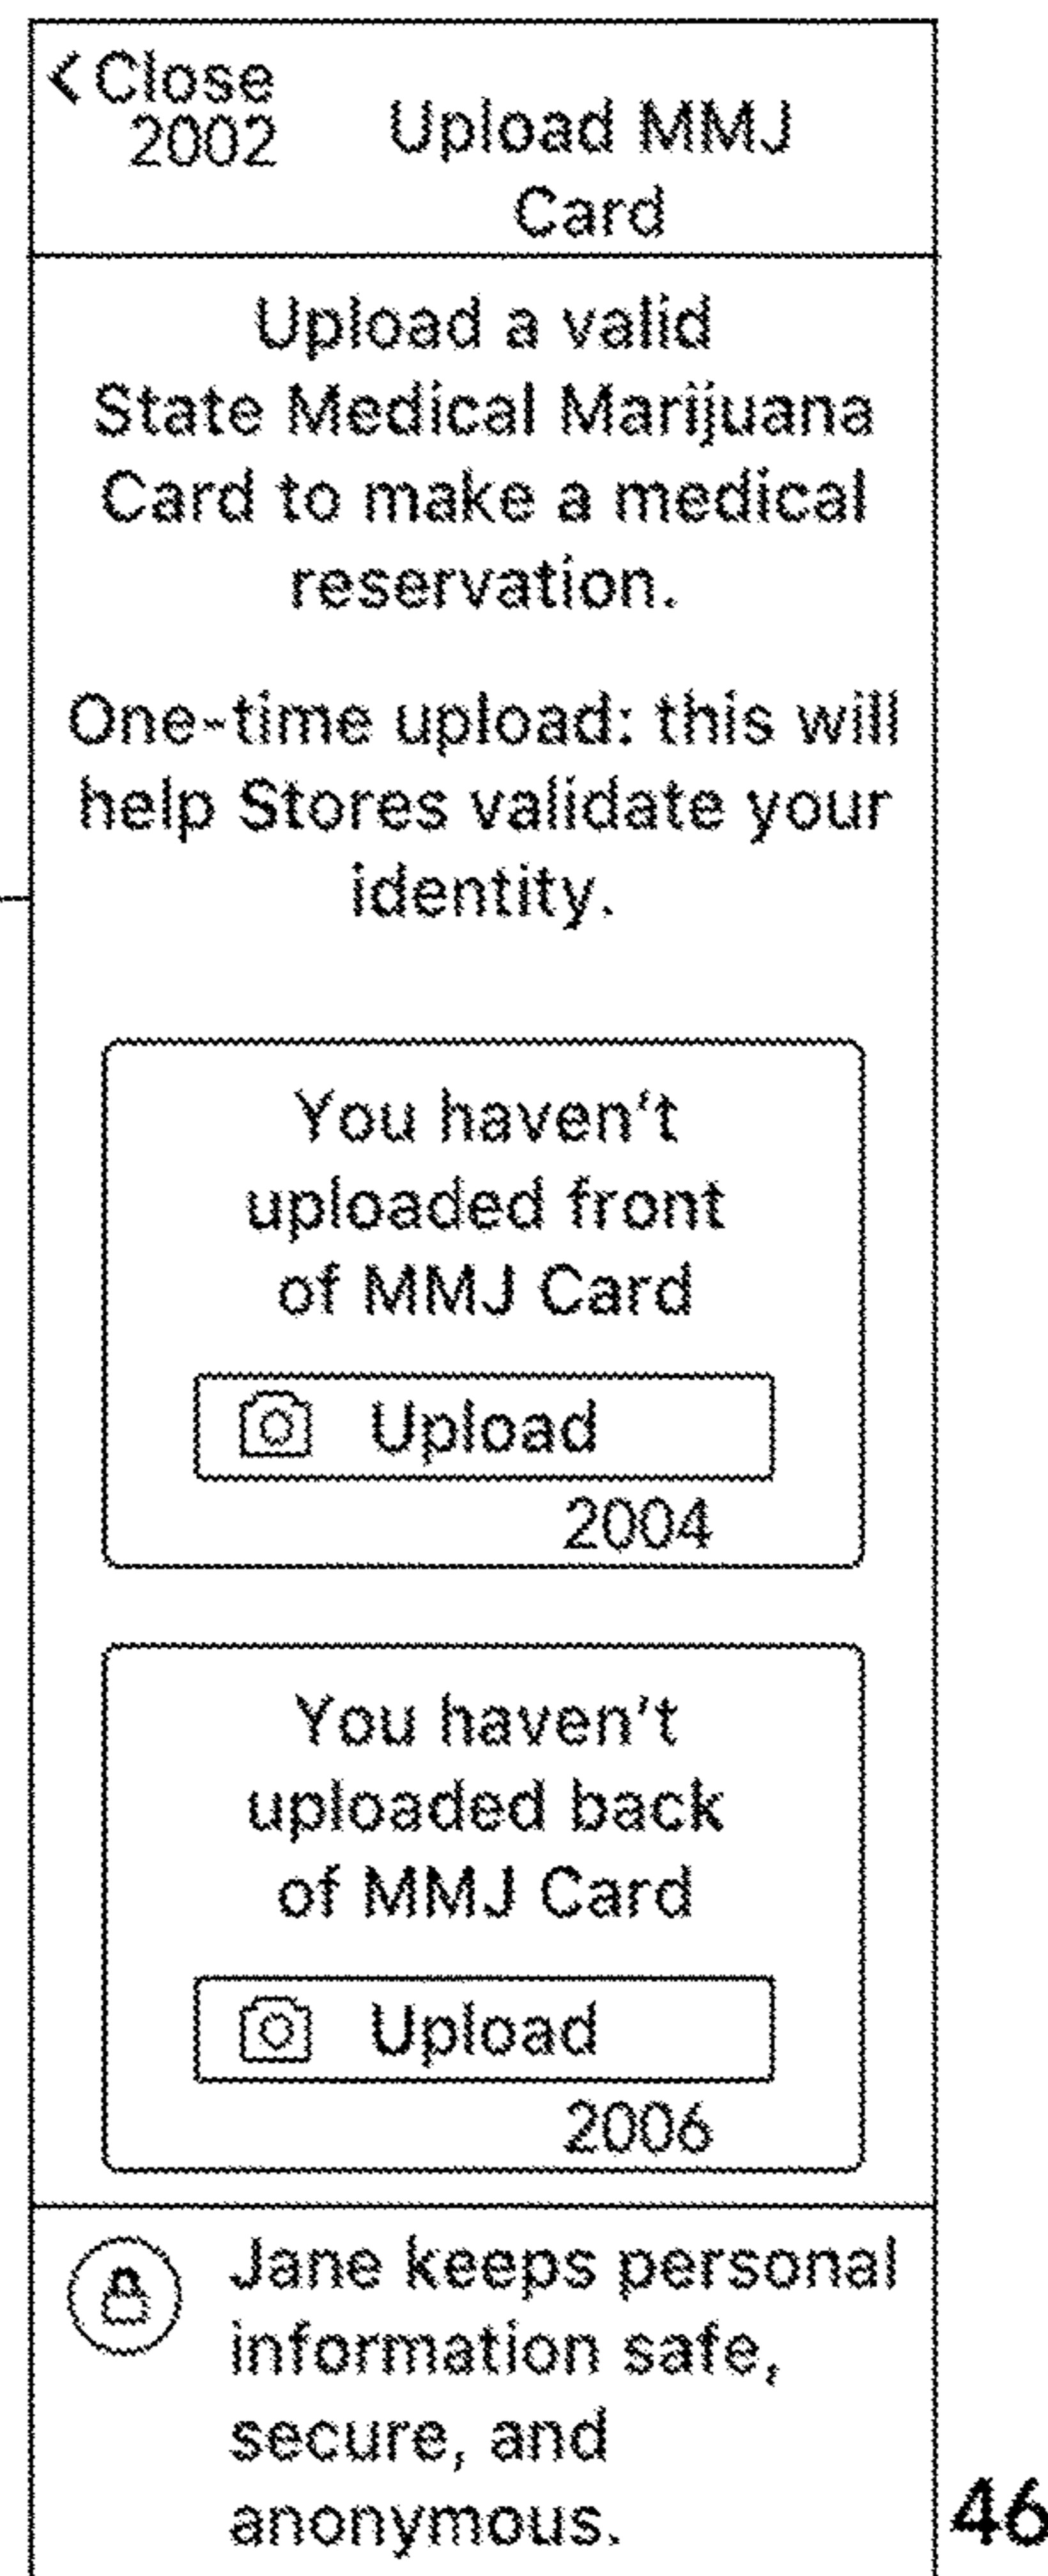 Close
2002
Upload MMJ
Card
Upload a valid
State Medical Marijuana
Card to make a medical
reservation.
One-time upload: this will
help Stores validate your
identity.
You haven't
uploaded front
of MMJ Card
Upload
2004
You haven't
uploaded back
of MMJ Card
Upload
2006
Jane keeps personal
information safe,
secure, and
anonymous.
46